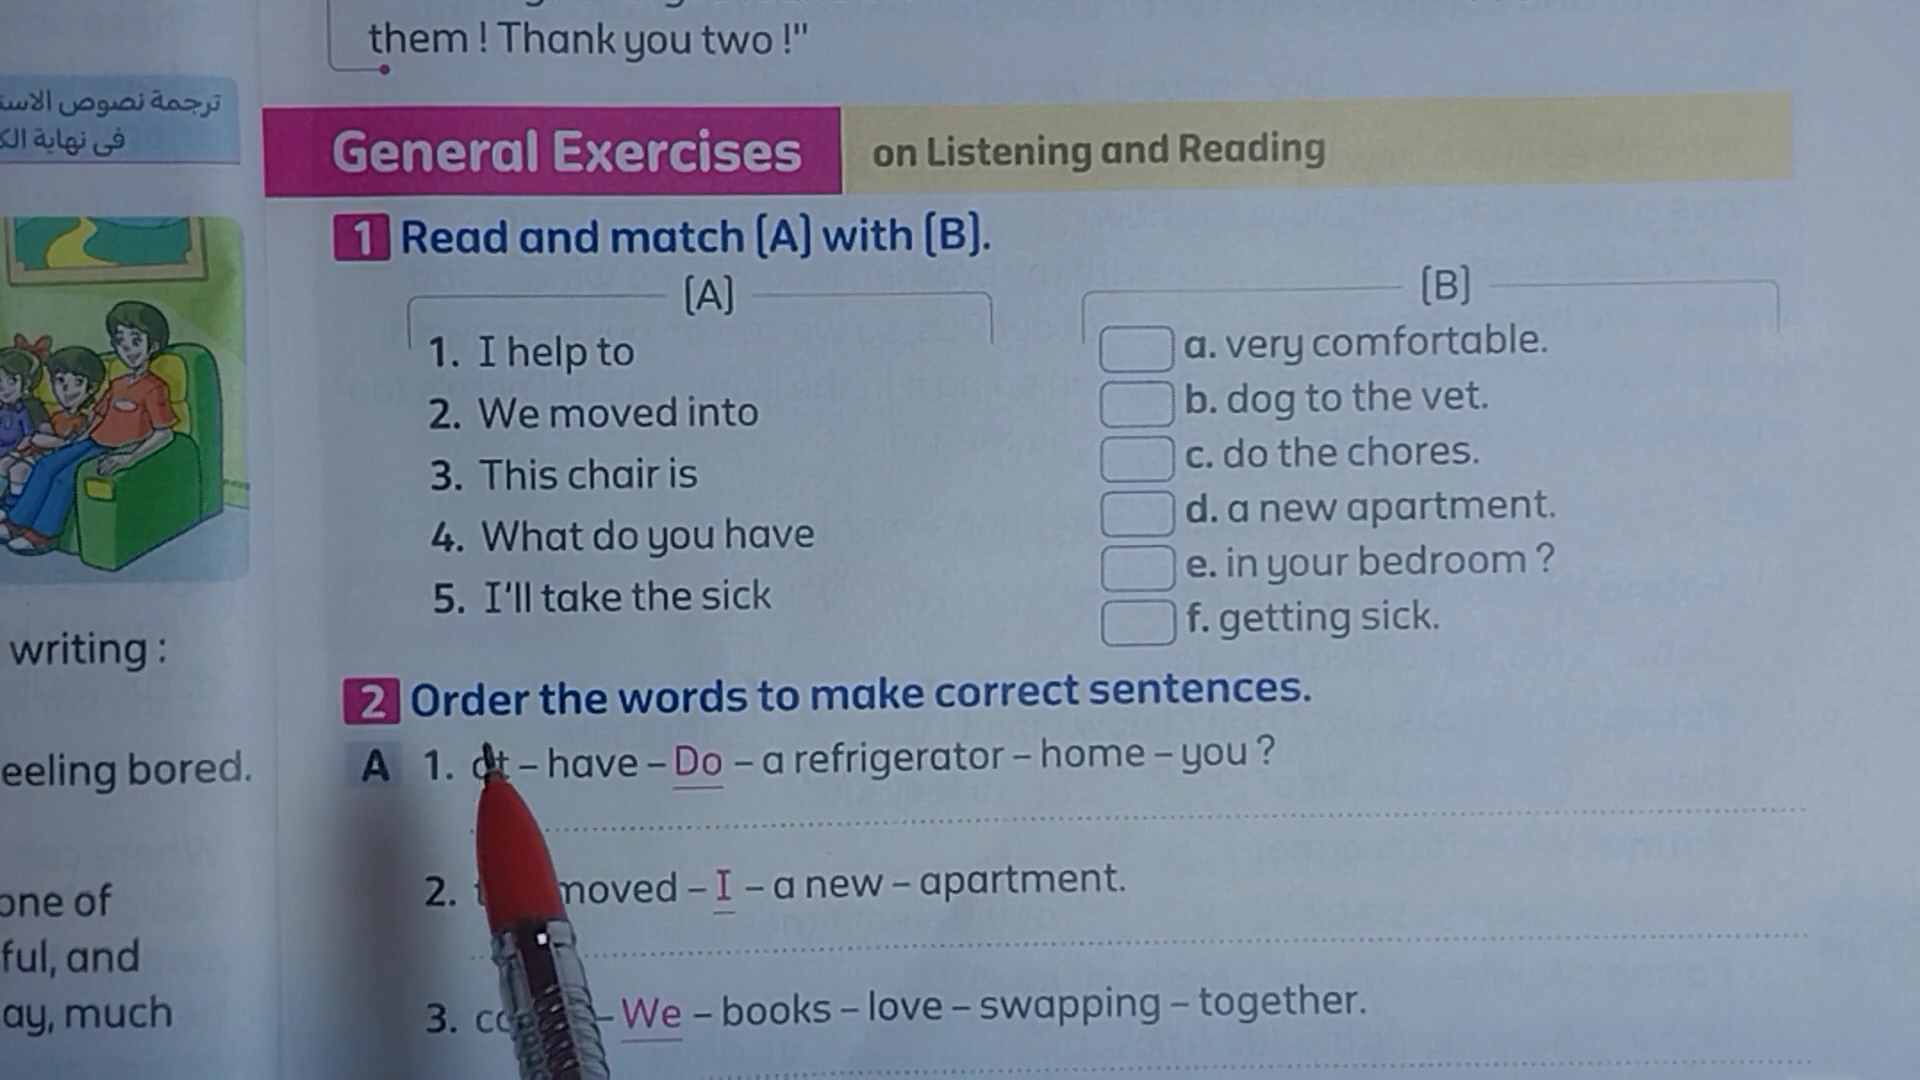 them ! Thank you two !"
ترجمة نصوص
فى نهاية
General Exercises on Listening and Reading
1 Read and match (A) with (B).
(A) (B)
1. I help to
2. We moved into
3. This chair is
4. What do you have
5. I'll take the sick
a. very comfortable.
b. dog to the vet.
c. do the chores.
d. a new apartment.
e. in your bedroom ?
f. getting sick.
writing :
eeling bored.
one of
ful, and
ay, much
2 Order the words to make correct sentences.
A 1. at – have – Do – a refrigerator – home – you ?
2. moved – I – a new – apartment.
3. – We – books – love – swapping – together.